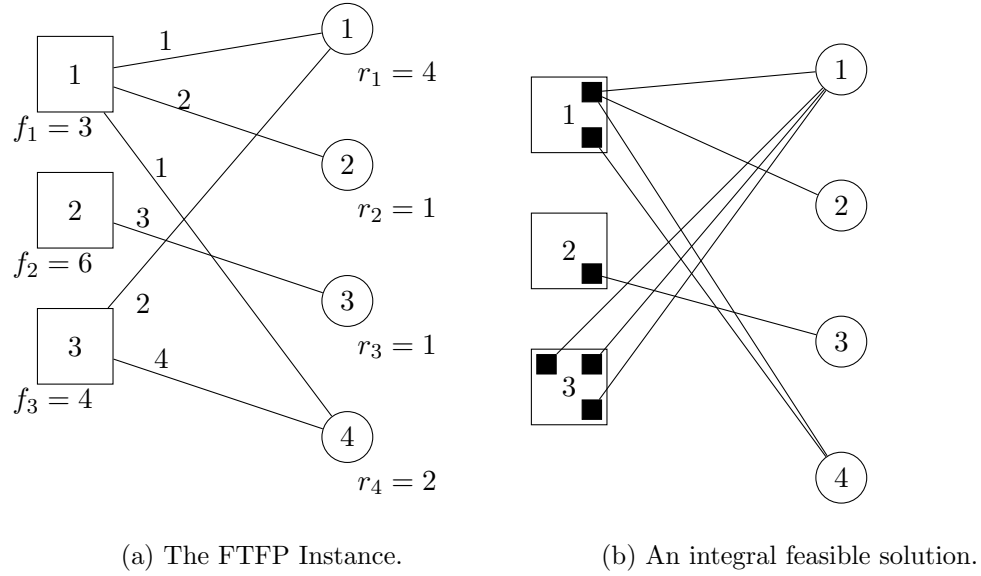 1
1
1
r₁ = 4
2
f₁ = 3
2
r₂ = 1
1
2
3
f₂ = 6
3
r₃ = 1
2
3
4
f₃ = 4
4
r₄ = 2
(a) The FTFP Instance.
1
1
2
2
3
3
4
(b) An integral feasible solution.